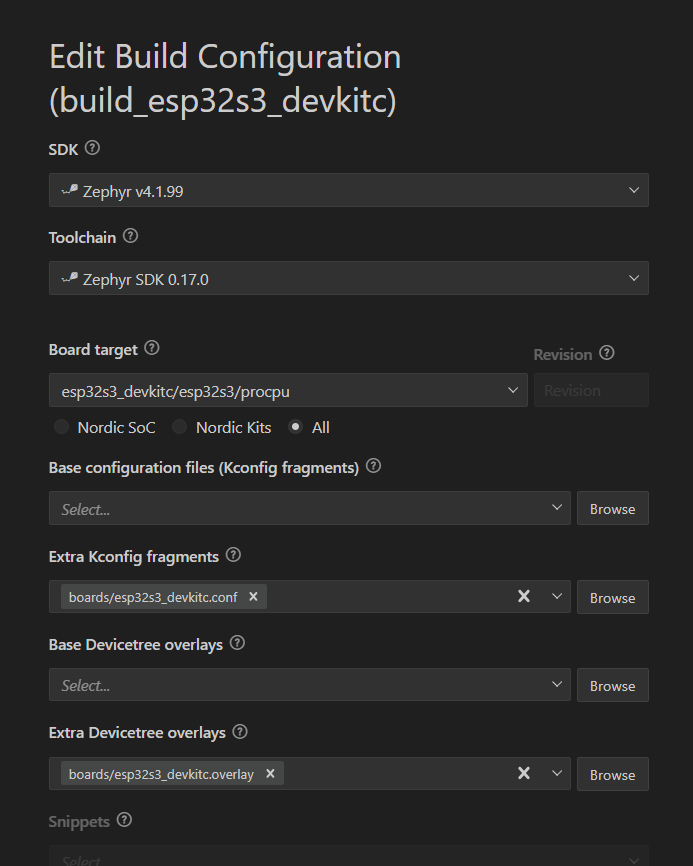 Edit Build Configuration
(build_esp32s3_devkitc)
SDK
Zephyr v4.1.99
Toolchain
Zephyr SDK 0.17.0
Board target
Revision
esp32s3_devkitc/esp32s3/procpu
Revision
Nordic SoC Nordic Kits All
Base configuration files (Kconfig fragments)
Select...
Browse
Extra Kconfig fragments
boards/esp32s3_devkitc.conf
Browse
Base Devicetree overlays
Select...
Browse
Extra Devicetree overlays
boards/esp32s3_devkitc.overlay
Browse
Snippets
Select...